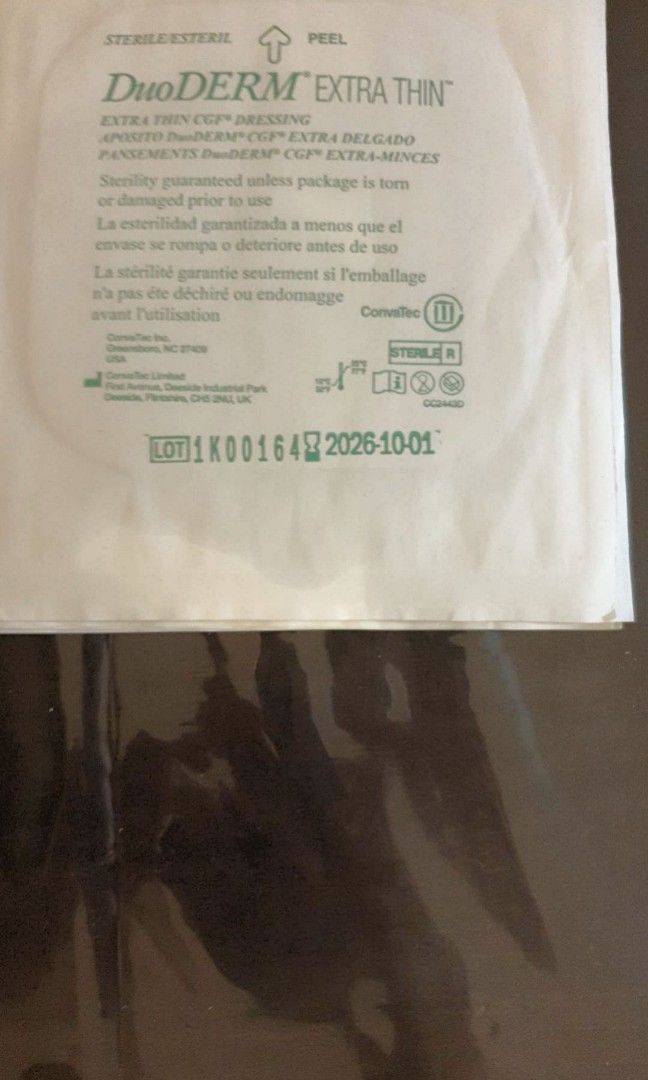 STERILE/ESTERIL PEEL
DuoDERM® EXTRA THIN™
EXTRA THIN CGF® DRESSING
APOSITO DuoDERM® CGF® EXTRA DELGADO
PANSEMENTS DuoDERM® CGF® EXTRA-MINCES
Sterility guaranteed unless package is torn
or damaged prior to use
La esterilidad garantizada a menos que el
envase se rompa o deteriore antes de uso
La stérilité garantie seulement si l'emballage
n'a pas éte déchiré ou endomagge
avant l'utilisation
ConvaTec
ConvaTec Inc.
Greensboro, NC 27409
USA
STERILE R
ConvaTec Limited
First Avenue, Deeside Industrial Park
Deeside, Flintshire, CH5 2NU, UK
CC2443D
LOT 1K00164 2026-10-01